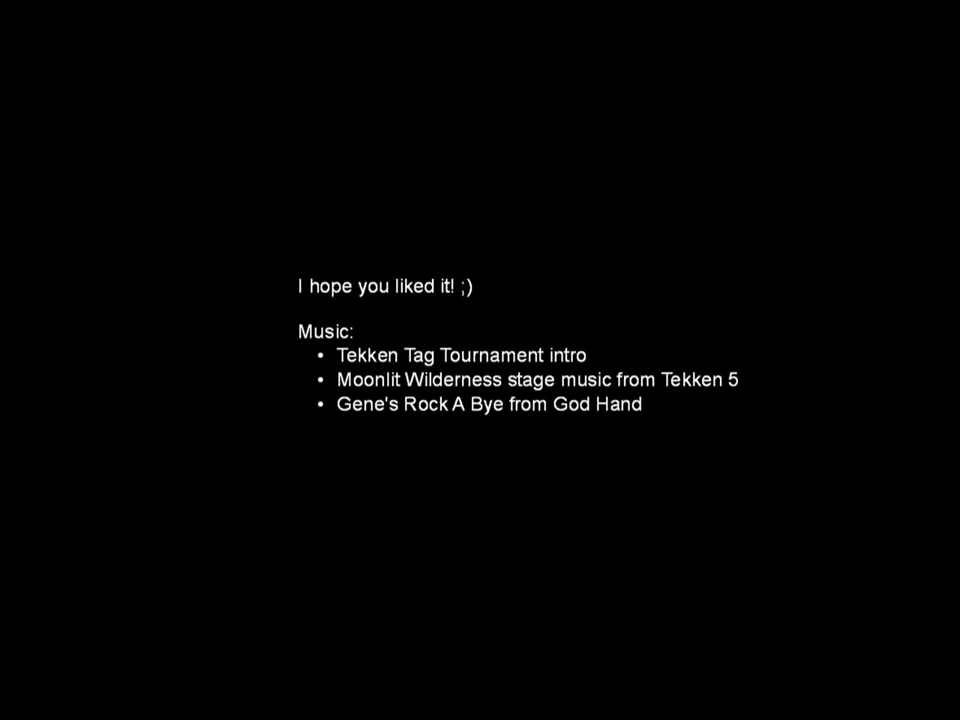 I hope you liked it! ;)
Music:
• Tekken Tag Tournament intro
• Moonlit Wilderness stage music from Tekken 5
• Gene's Rock A Bye from God Hand